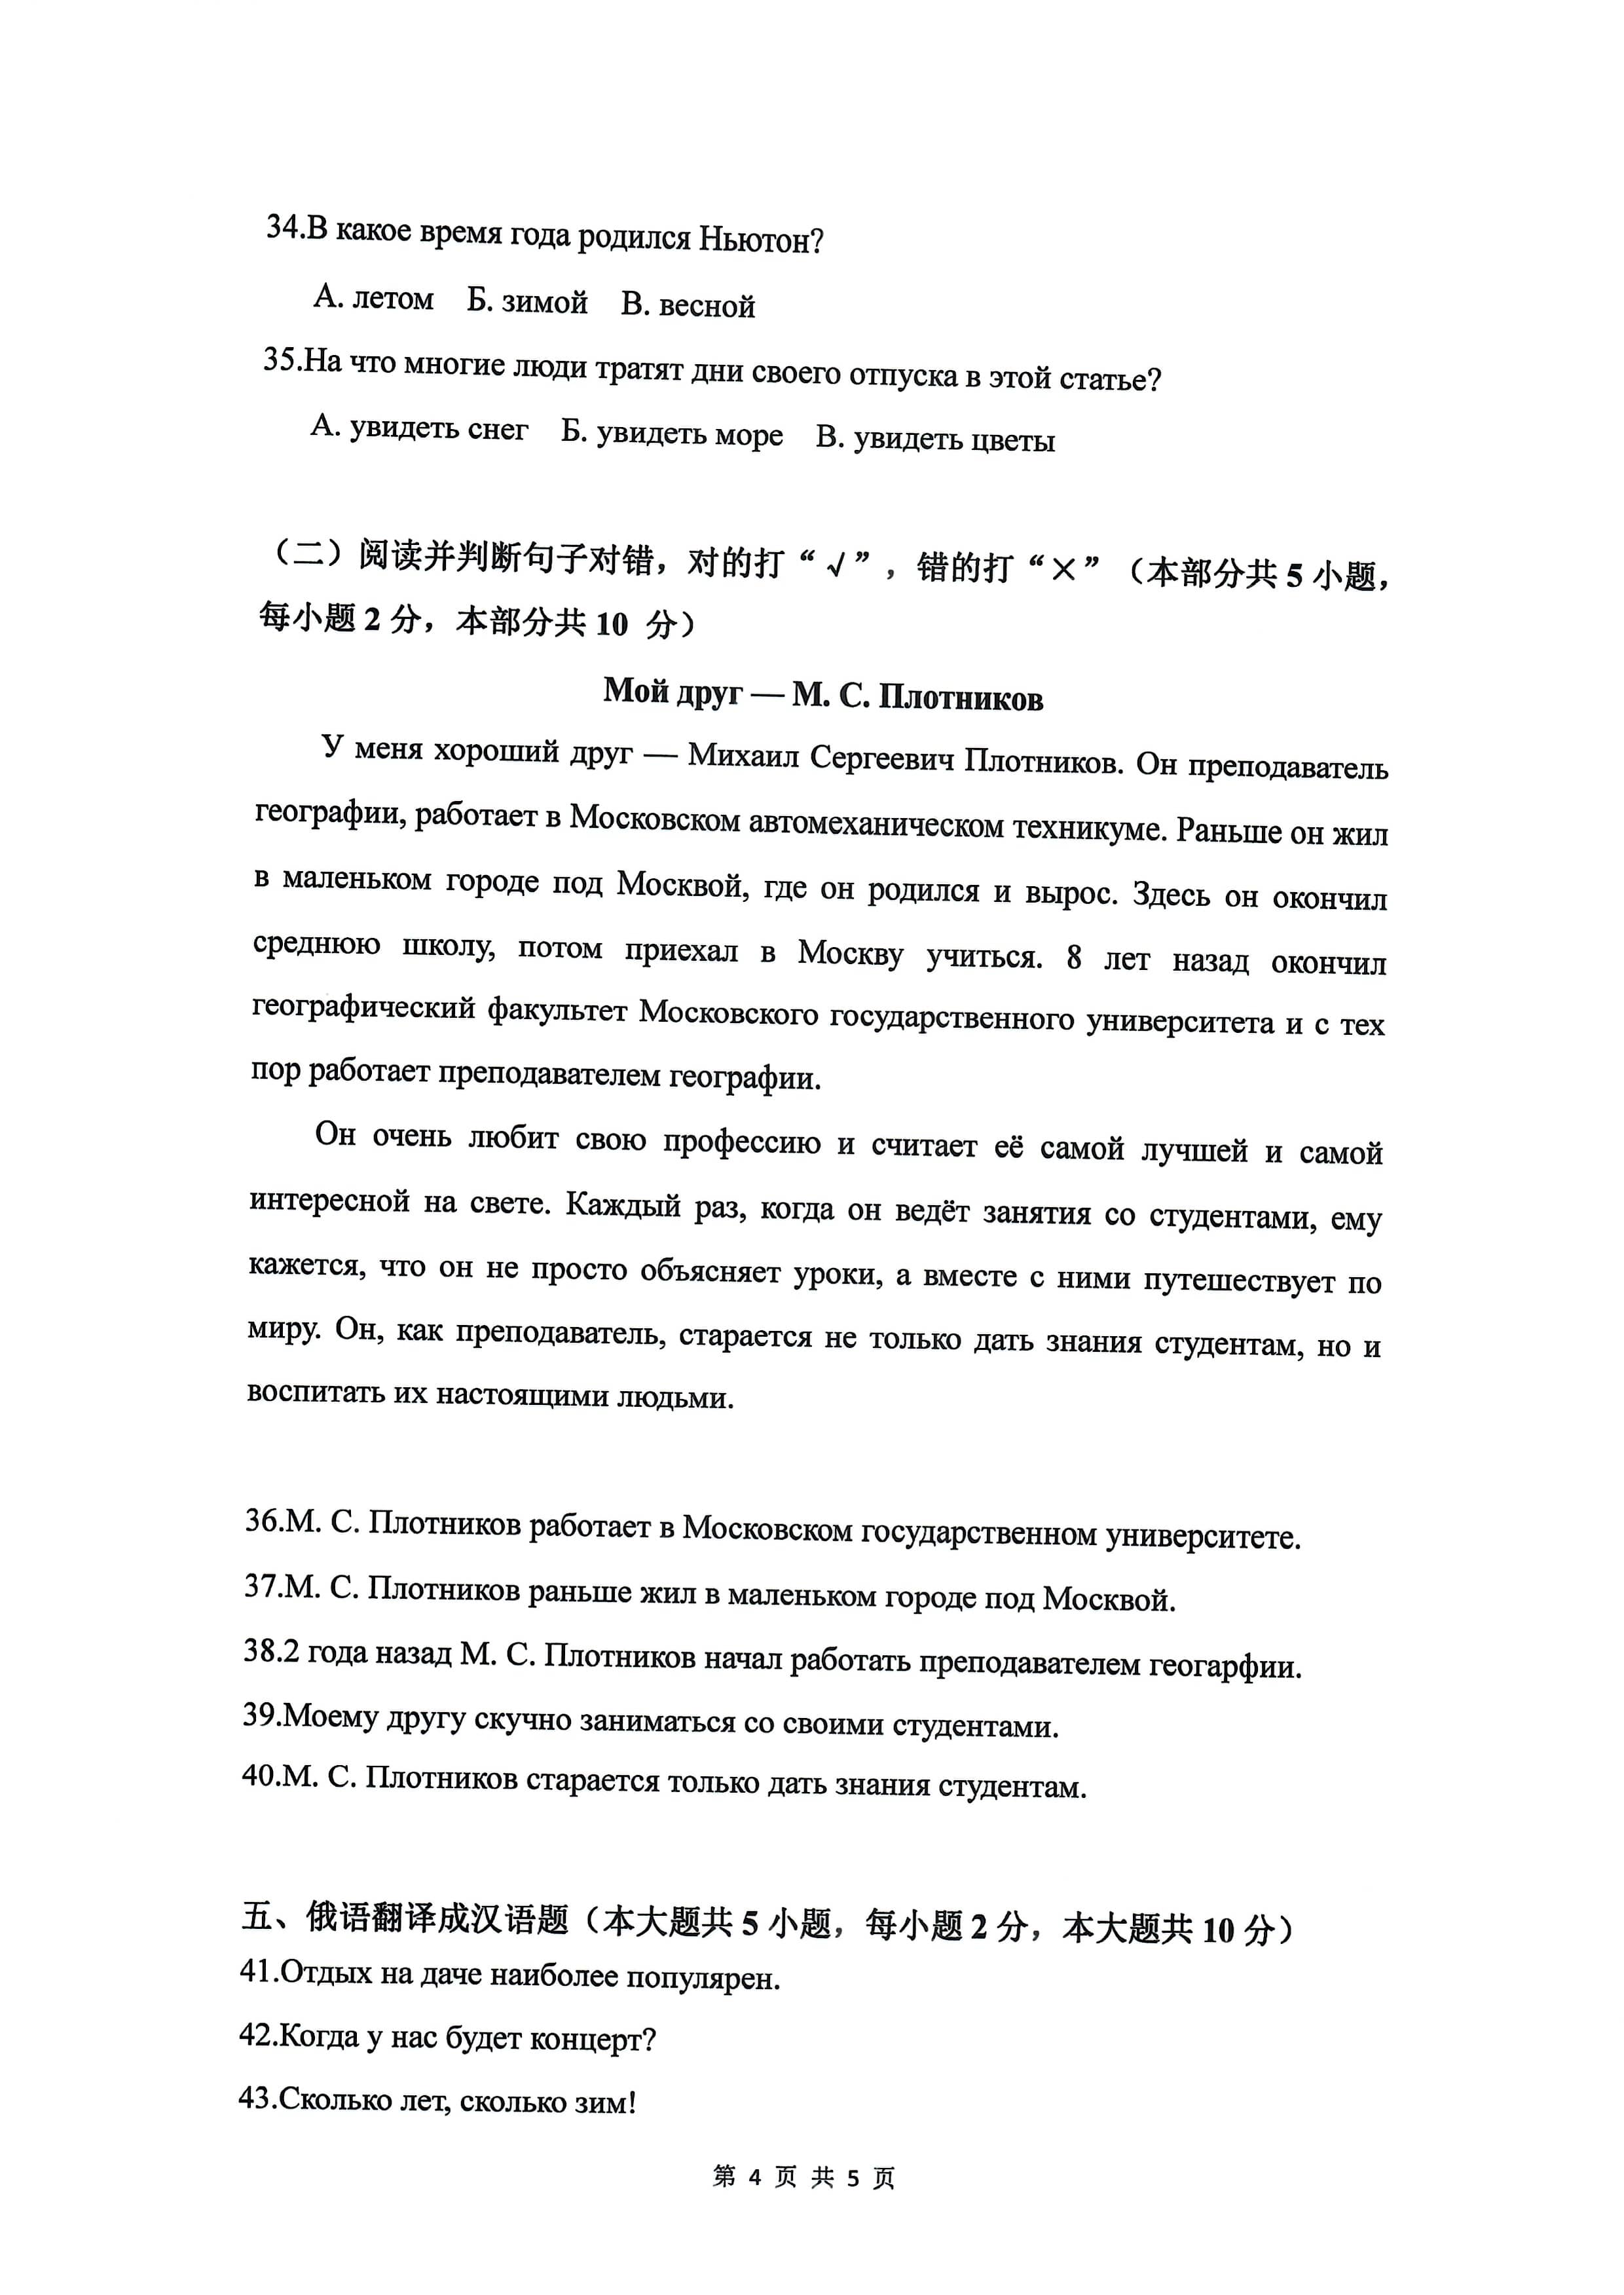 34.В какое время года родился Ньютон?
А. летом Б. зимой В. весной
35.На что многие люди тратят дни своего отпуска в этой статье?
А. увидеть снег Б. увидеть море В. увидеть цветы
（二）阅读并判断句子对错，对的打“√”，错的打“×”（本部分共 5 小题，
每小题 2 分，本部分共 10 分）
Мой друг — М. С. Плотников
У меня хороший друг — Михаил Сергеевич Плотников. Он преподаватель
географии, работает в Московском автомеханическом техникуме. Раньше он жил
в маленьком городе под Москвой, где он родился и вырос. Здесь он окончил
среднюю школу, потом приехал в Москву учиться. 8 лет назад окончил
географический факультет Московского государственного университета и с тех
пор работает преподавателем географии.
Он очень любит свою профессию и считает её самой лучшей и самой
интересной на свете. Каждый раз, когда он ведёт занятия со студентами, ему
кажется, что он не просто объясняет уроки, а вместе с ними путешествует по
миру. Он, как преподаватель, старается не только дать знания студентам, но и
воспитать их настоящими людьми.
36.М. С. Плотников работает в Московском государственном университете.
37.М. С. Плотников раньше жил в маленьком городе под Москвой.
38.2 года назад М. С. Плотников начал работать преподавателем геогарфии.
39.Моему другу скучно заниматься со своими студентами.
40.М. С. Плотников старается только дать знания студентам.
五、俄语翻译成汉语题（本大题共 5 小题，每小题 2 分，本大题共 10 分）
41.Отдых на даче наиболее популярен.
42.Когда у нас будет концерт?
43.Сколько лет, сколько зим!
第 4 页 共 5 页